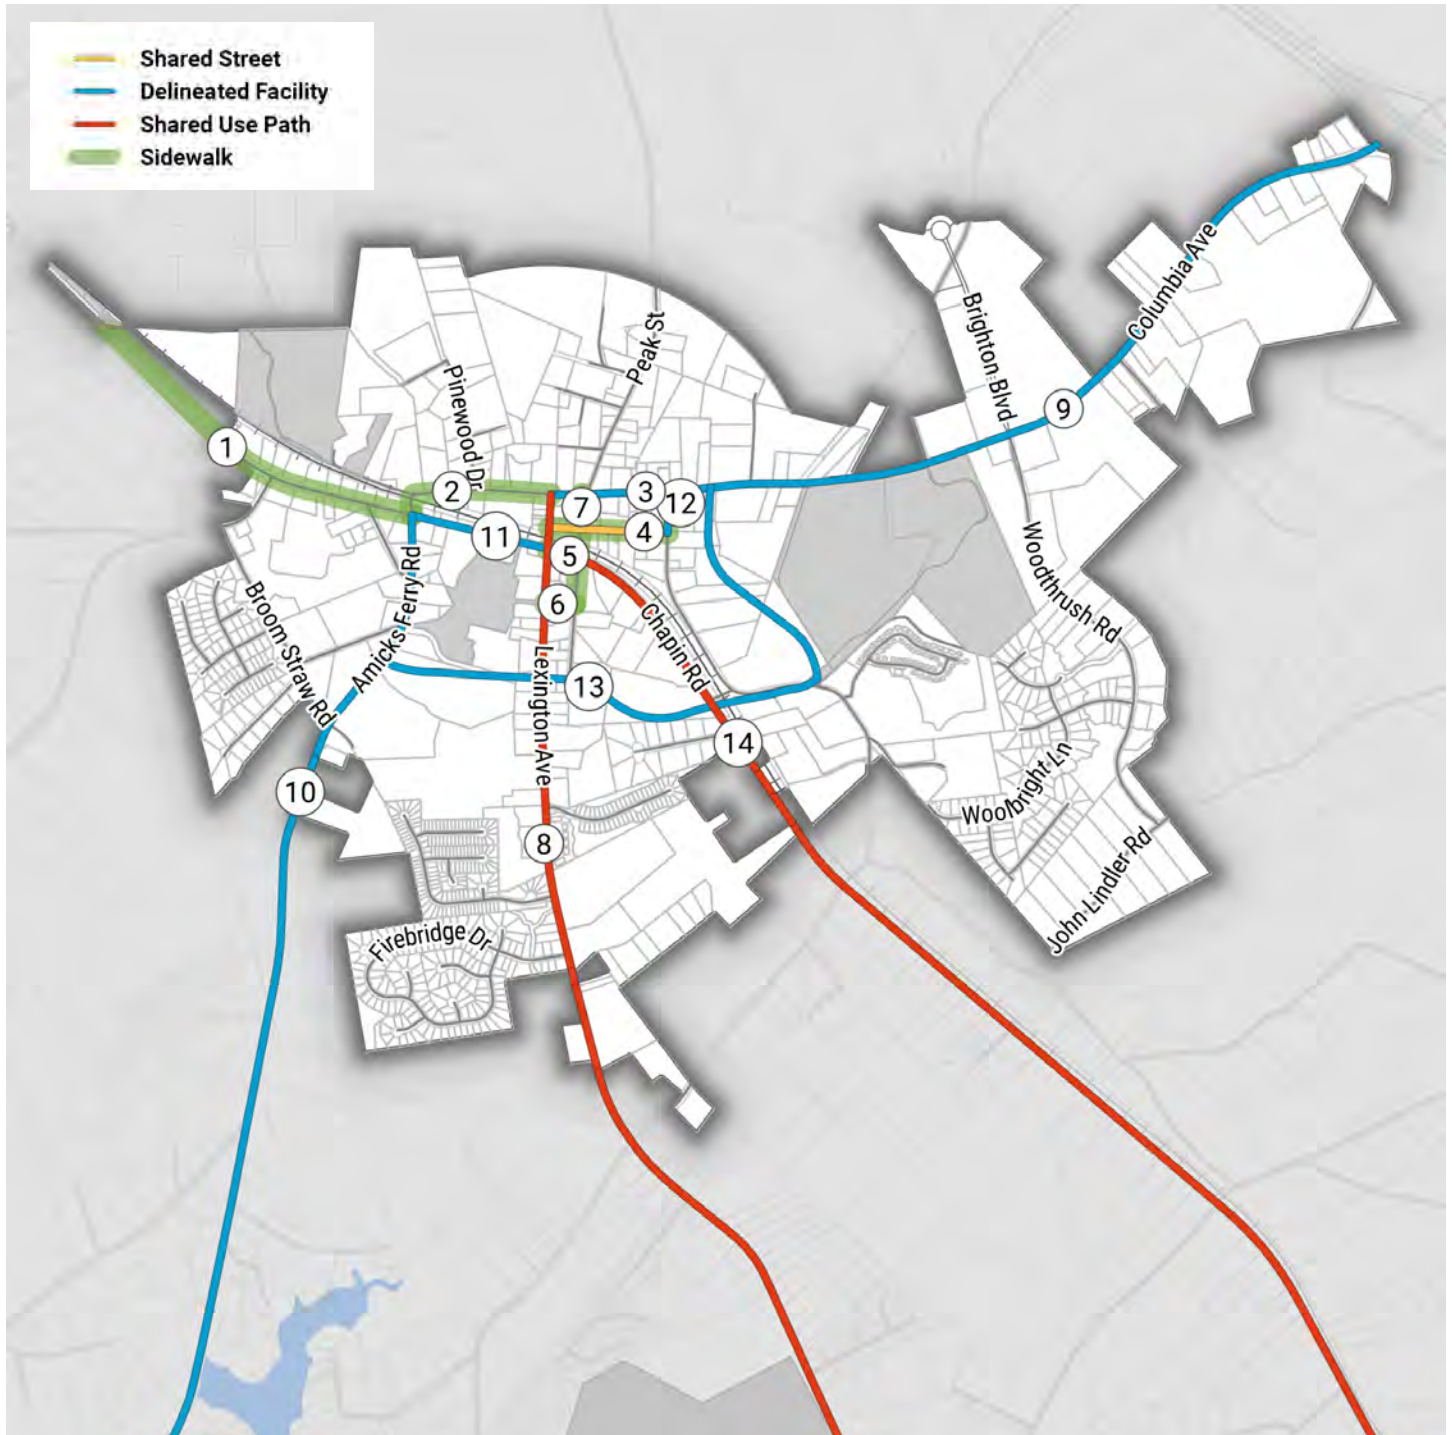 Shared Street
Delineated Facility
Shared Use Path
Sidewalk
Columbia Ave
Brighton Blvd
Peak St
Pinewood Dr
9
1
2
3
12
7
4
11
5
Woodthrush Rd
6
Broom Straw Rd
Amicks Ferry Rd
Chapin Rd
Lexington Ave
13
14
10
Woolbright Ln
8
John Lindler Rd
Firebridge Dr